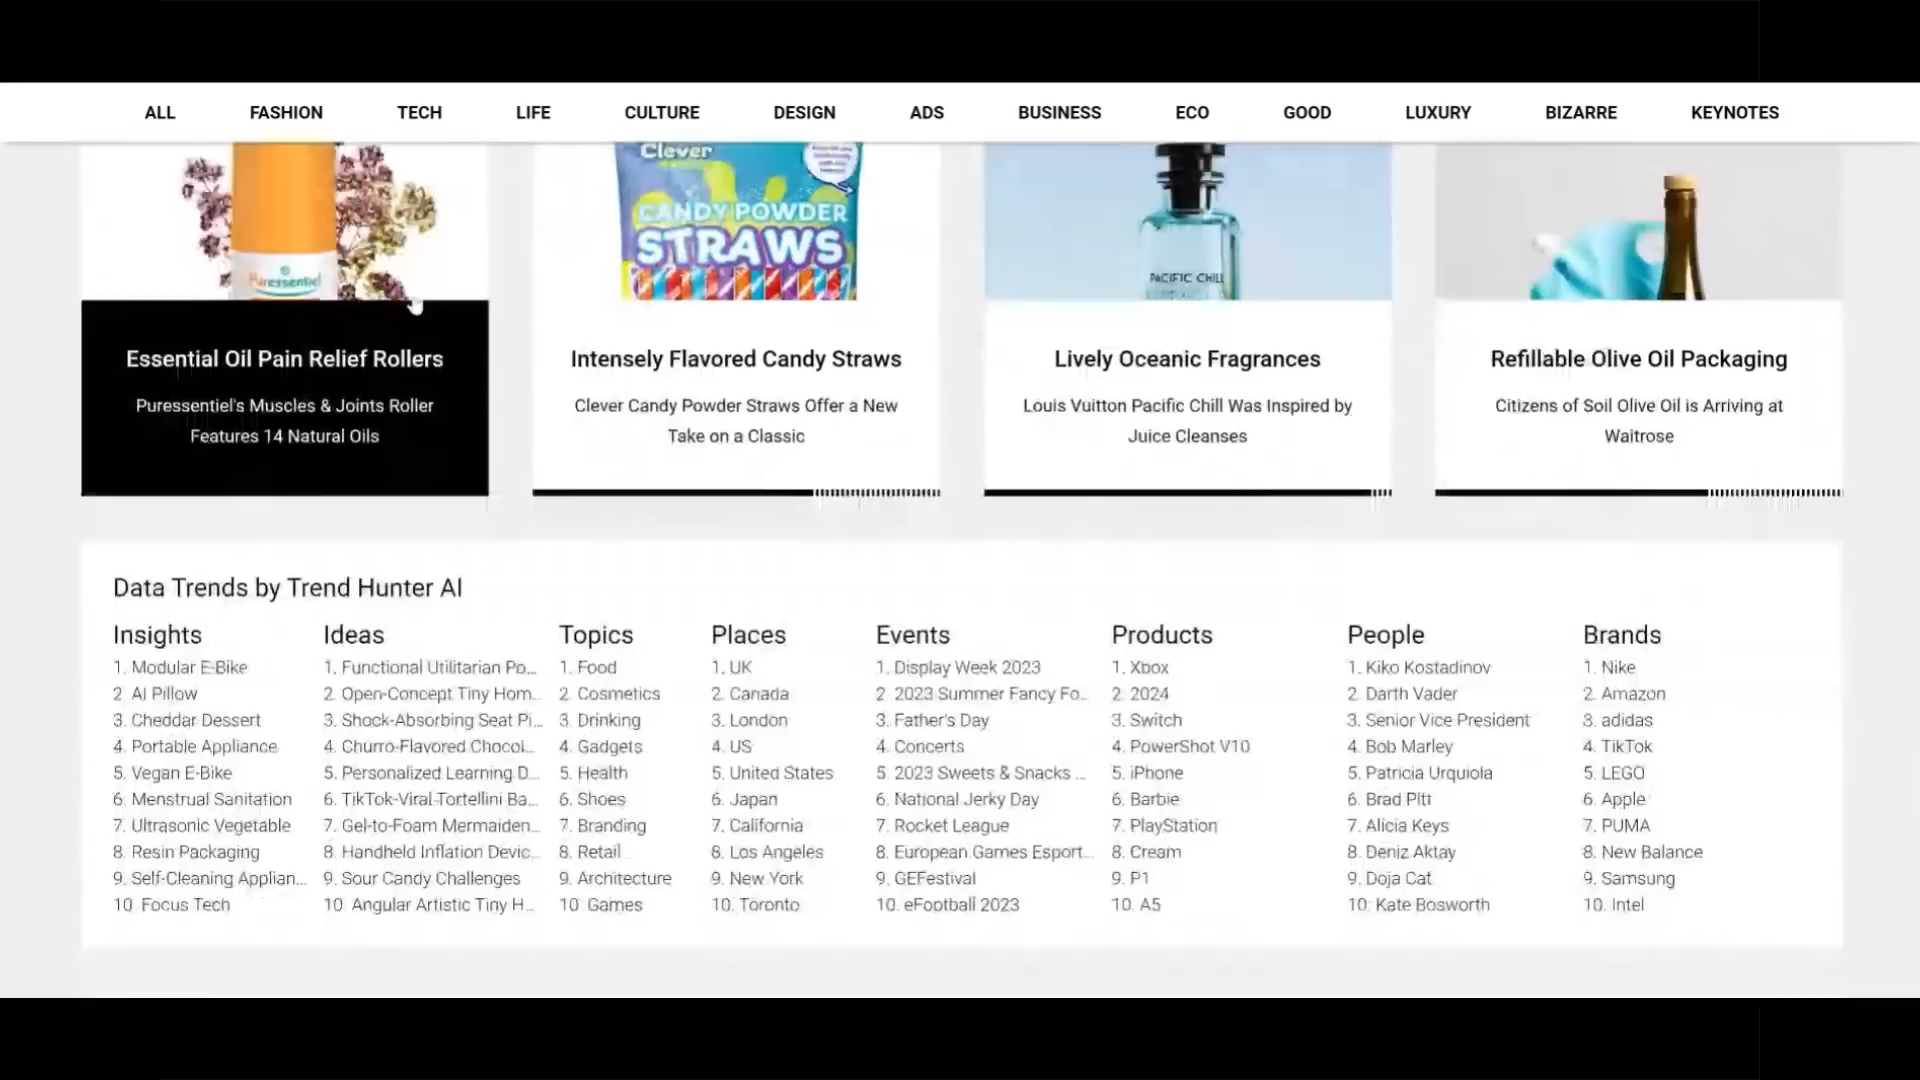 ALL FASHION TECH LIFE CULTURE DESIGN ADS BUSINESS ECO GOOD LUXURY BIZARRE KEYNOTES
Puressentiel
Clever
CANDY POWDER
STRAWS
PACIFIC CHILL
Essential Oil Pain Relief Rollers
Puressentiel's Muscles & Joints Roller
Features 14 Natural Oils
Intensely Flavored Candy Straws
Clever Candy Powder Straws Offer a New
Take on a Classic
Lively Oceanic Fragrances
Louis Vuitton Pacific Chill Was Inspired by
Juice Cleanses
Refillable Olive Oil Packaging
Citizens of Soil Olive Oil is Arriving at
Waitrose
Data Trends by Trend Hunter AI
Insights
1. Modular E-Bike
2. AI Pillow
3. Cheddar Dessert
4. Portable Appliance
5. Vegan E-Bike
6. Menstrual Sanitation
7. Ultrasonic Vegetable
8. Resin Packaging
9. Self-Cleaning Applian...
10. Focus Tech
Ideas
1. Functional Utilitarian Po...
2. Open-Concept Tiny Hom...
3. Shock-Absorbing Seat Pi...
4. Churro-Flavored Chocol...
5. Personalized Learning D...
6. TikTok-Viral Tortellini Ba...
7. Gel-to-Foam Mermaiden...
8. Handheld Inflation Devic...
9. Sour Candy Challenges
10. Angular Artistic Tiny H...
Topics
1. Food
2. Cosmetics
3. Drinking
4. Gadgets
5. Health
6. Shoes
7. Branding
8. Retail
9. Architecture
10. Games
Places
1. UK
2. Canada
3. London
4. US
5. United States
6. Japan
7. California
8. Los Angeles
9. New York
10. Toronto
Events
1. Display Week 2023
2. 2023 Summer Fancy Fo...
3. Father's Day
4. Concerts
5. 2023 Sweets & Snacks ...
6. National Jerky Day
7. Rocket League
8. European Games Esport...
9. GEFestival
10. eFootball 2023
Products
1. Xbox
2. 2024
3. Switch
4. PowerShot V10
5. iPhone
6. Barbie
7. PlayStation
8. Cream
9. P1
10. A5
People
1. Kiko Kostadinov
2. Darth Vader
3. Senior Vice President
4. Bob Marley
5. Patricia Urquiola
6. Brad Pitt
7. Alicia Keys
8. Deniz Aktay
9. Doja Cat
10. Kate Bosworth
Brands
1. Nike
2. Amazon
3. adidas
4. TikTok
5. LEGO
6. Apple
7. PUMA
8. New Balance
9. Samsung
10. Intel